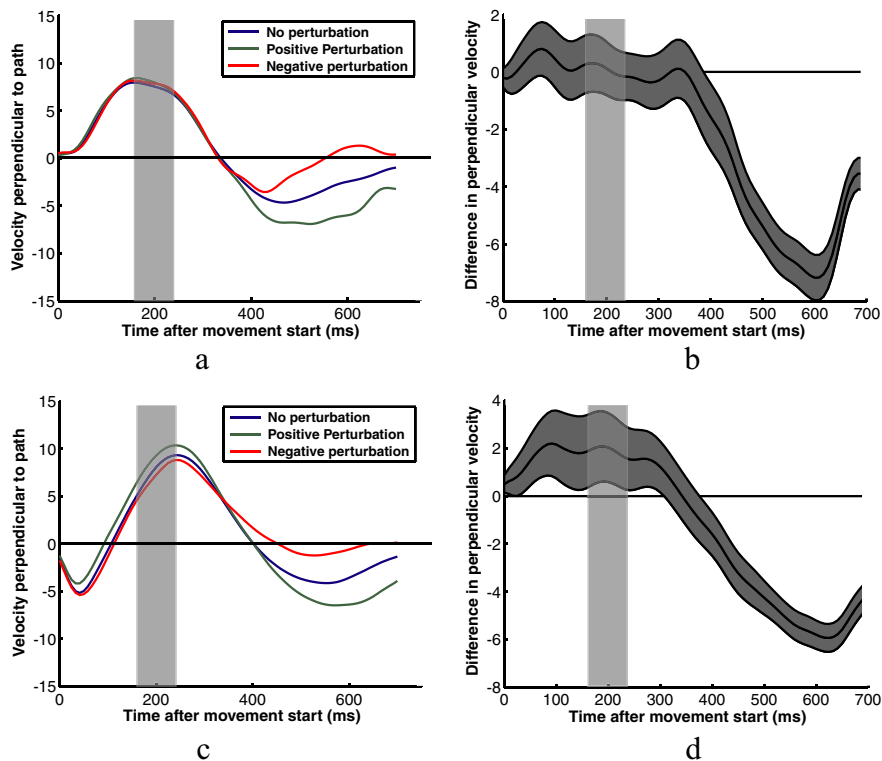 15
10
5
0
-5
-10
-15
Velocity perpendicular to path
No perturbation
Positive Perturbation
Negative perturbation
0 200 400 600
Time after movement start (ms)
a
2
0
-2
-4
-6
-8
Difference in perpendicular velocity
0 100 200 300 400 500 600 700
Time after movement start (ms)
b
15
10
5
0
-5
-10
-15
Velocity perpendicular to path
No perturbation
Positive Perturbation
Negative perturbation
0 200 400 600
Time after movement start (ms)
c
4
2
0
-2
-4
-6
-8
Difference in perpendicular velocity
0 100 200 300 400 500 600 700
Time after movement start (ms)
d